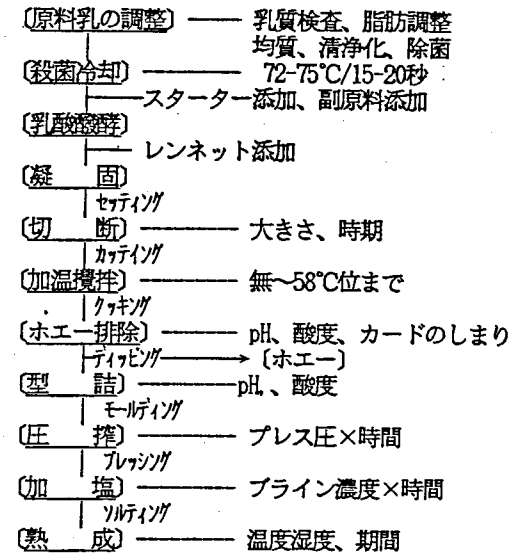 〔原料乳の調整〕 乳質検査、脂肪調整
均質、清浄化、除菌
〔殺菌冷却〕 72-75℃/15-20秒
スターター添加、副原料添加
〔乳酸醗酵〕
レンネット添加
〔凝 固〕
セッティング
〔切 断〕 大きさ、時期
カッティング
〔加温攪拌〕 無〜58℃位まで
クッキング
〔ホエー排除〕 pH、酸度、カードのしまり
ディッピング 〔ホエー〕
〔型 詰〕 pH、、酸度
モールディング
〔圧 搾〕 プレス圧×時間
プレッシング
〔加 塩〕 ブライン濃度×時間
ソルティング
〔熟 成〕 温度湿度、期間